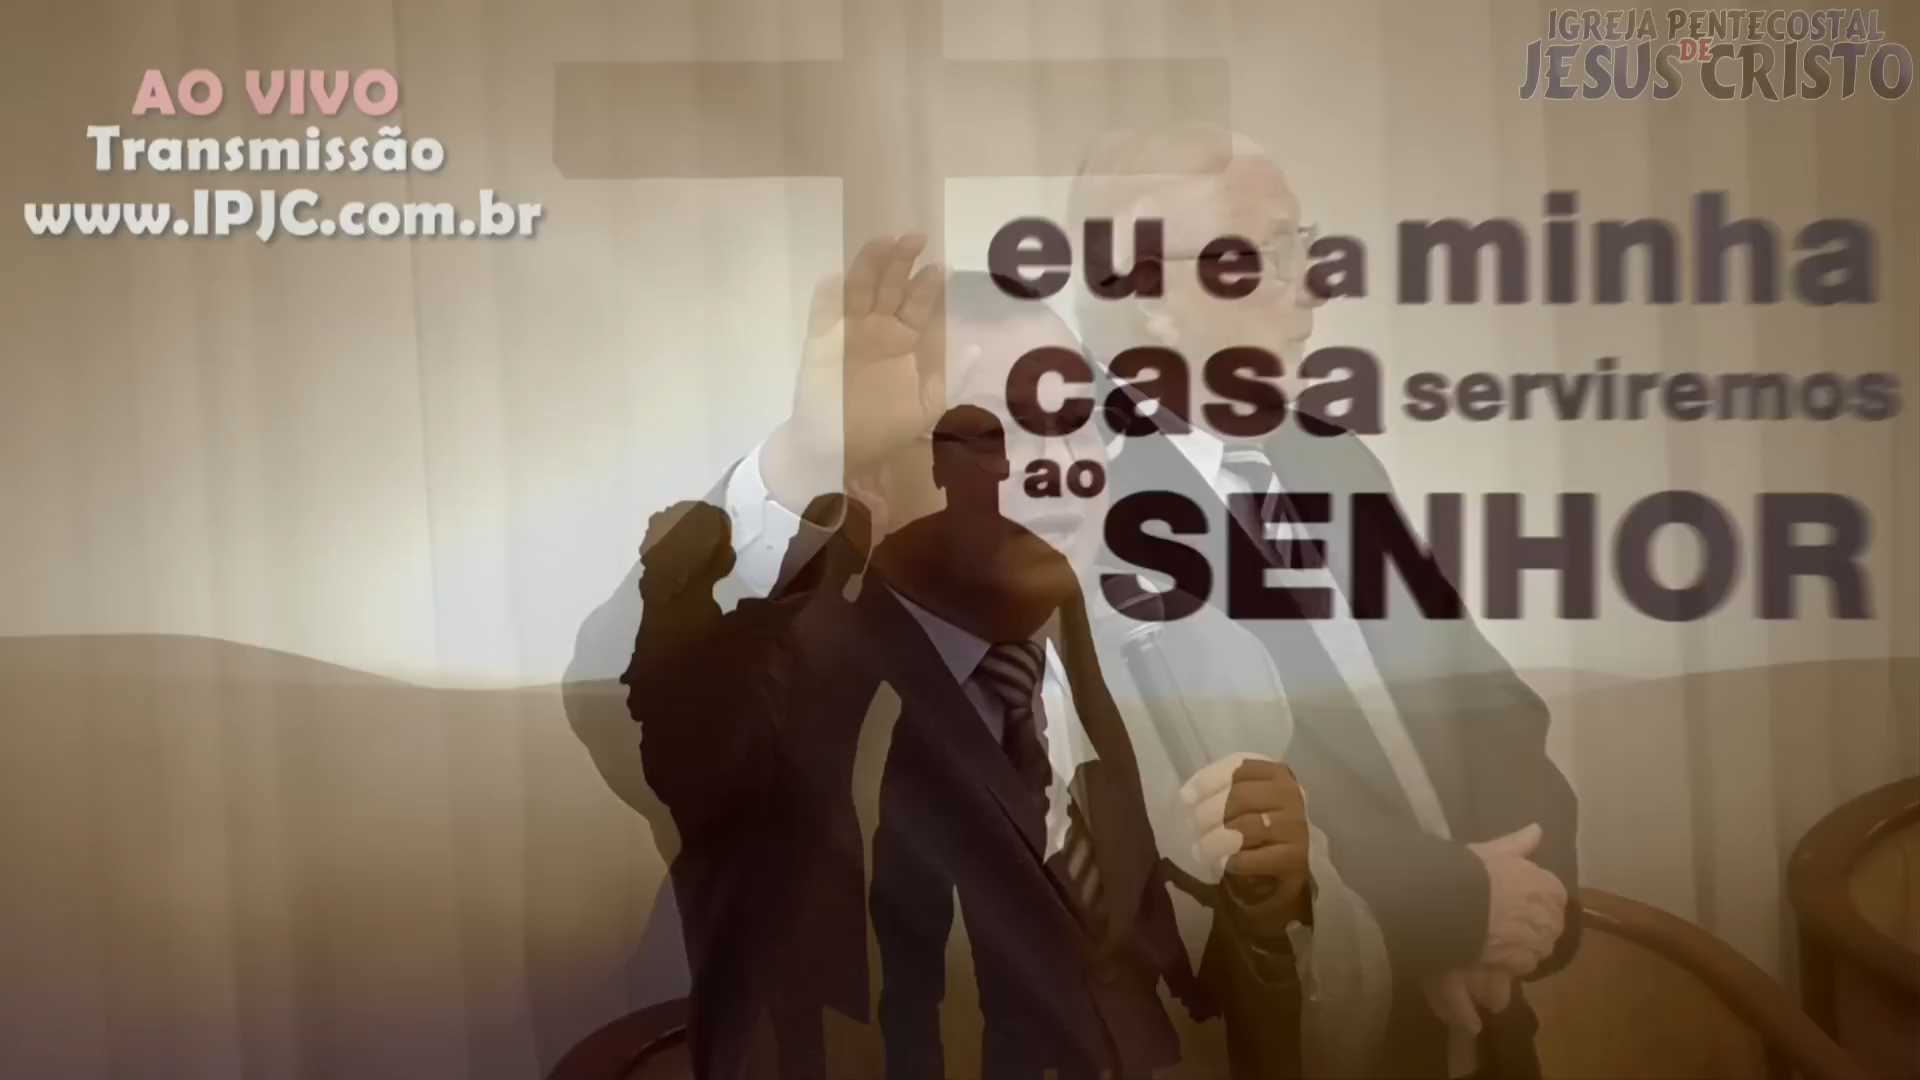 AO VIVO
Transmissão
www.IPJC.com.br
IGREJA PENTECOSTAL
DE
JESUS CRISTO
eu e a minha
casa serviremos
ao
SENHOR